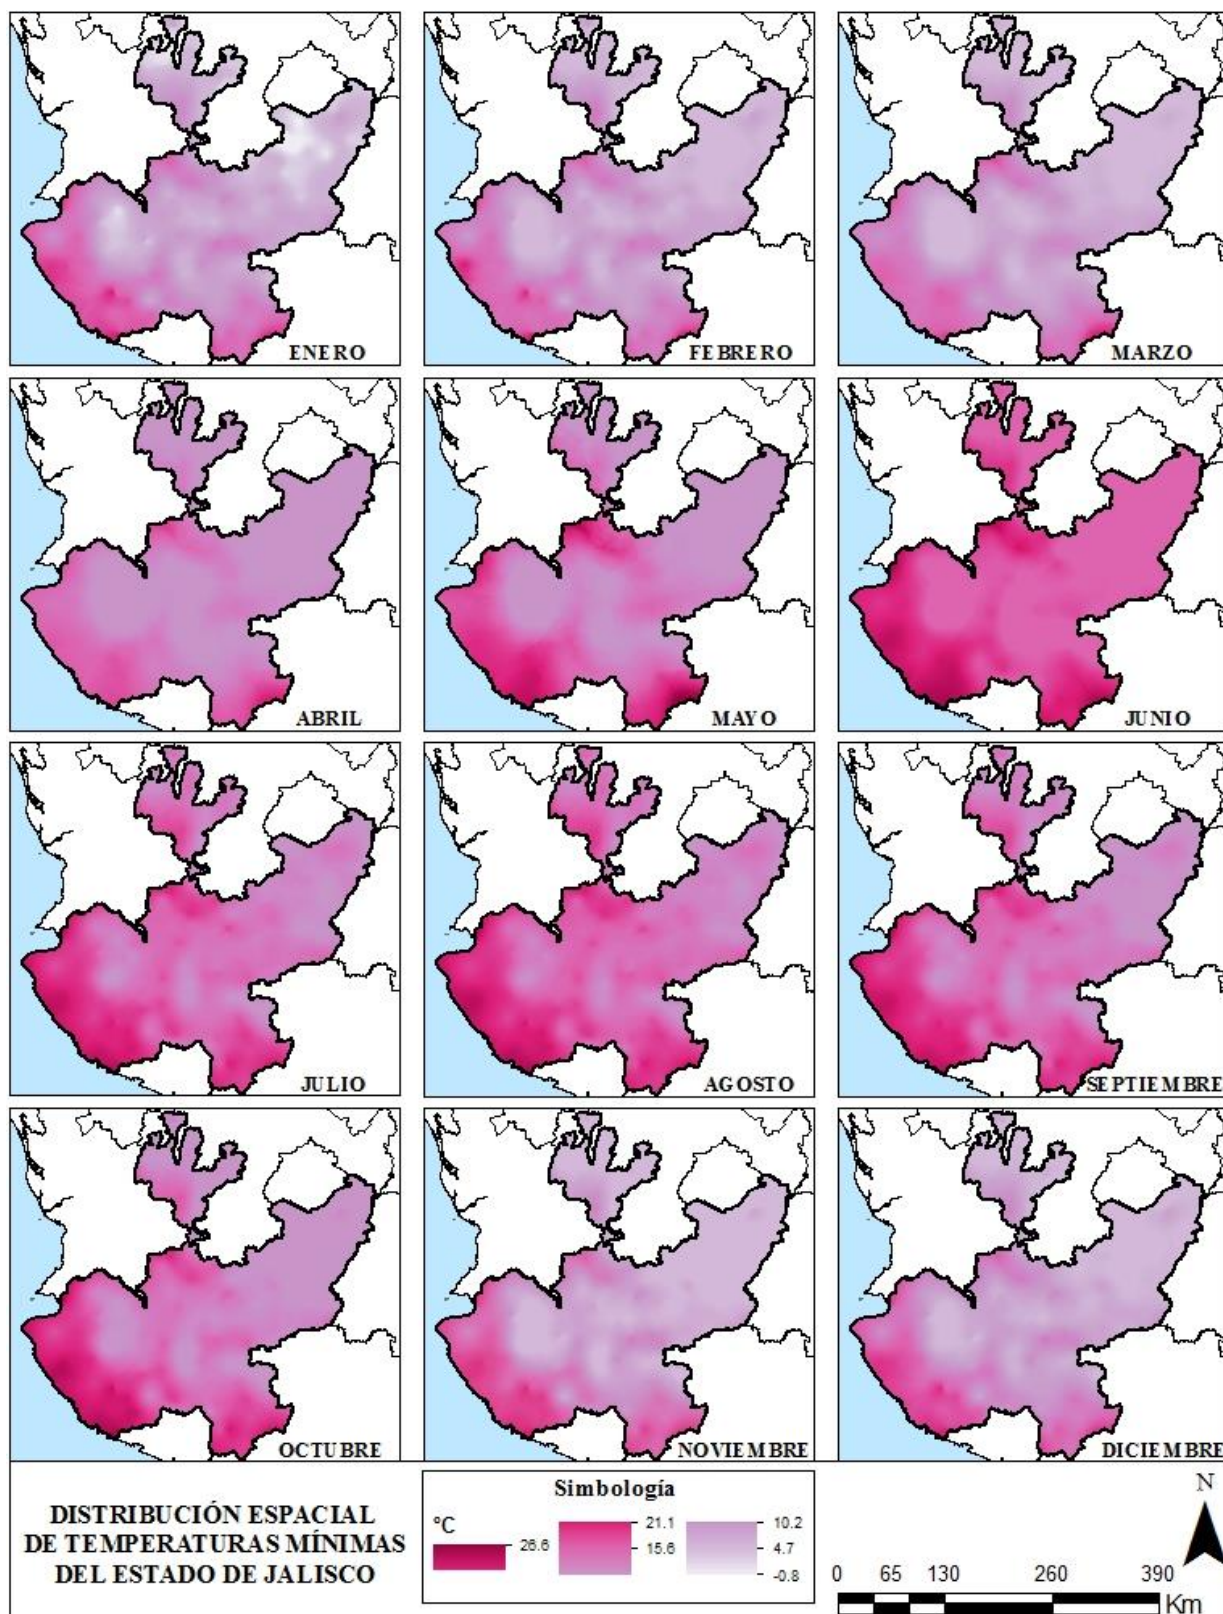 ENERO
FEBRERO
MARZO
ABRIL
MAYO
JUNIO
JULIO
AGOSTO
SEPTIEMBRE
OCTUBRE
NOVIEMBRE
DICIEMBRE
DISTRIBUCIÓN ESPACIAL
DE TEMPERATURAS MÍNIMAS
DEL ESTADO DE JALISCO
Simbología
°C
26.6
21.1
15.6
10.2
4.7
-0.8
N
0 65 130 260 390
Km